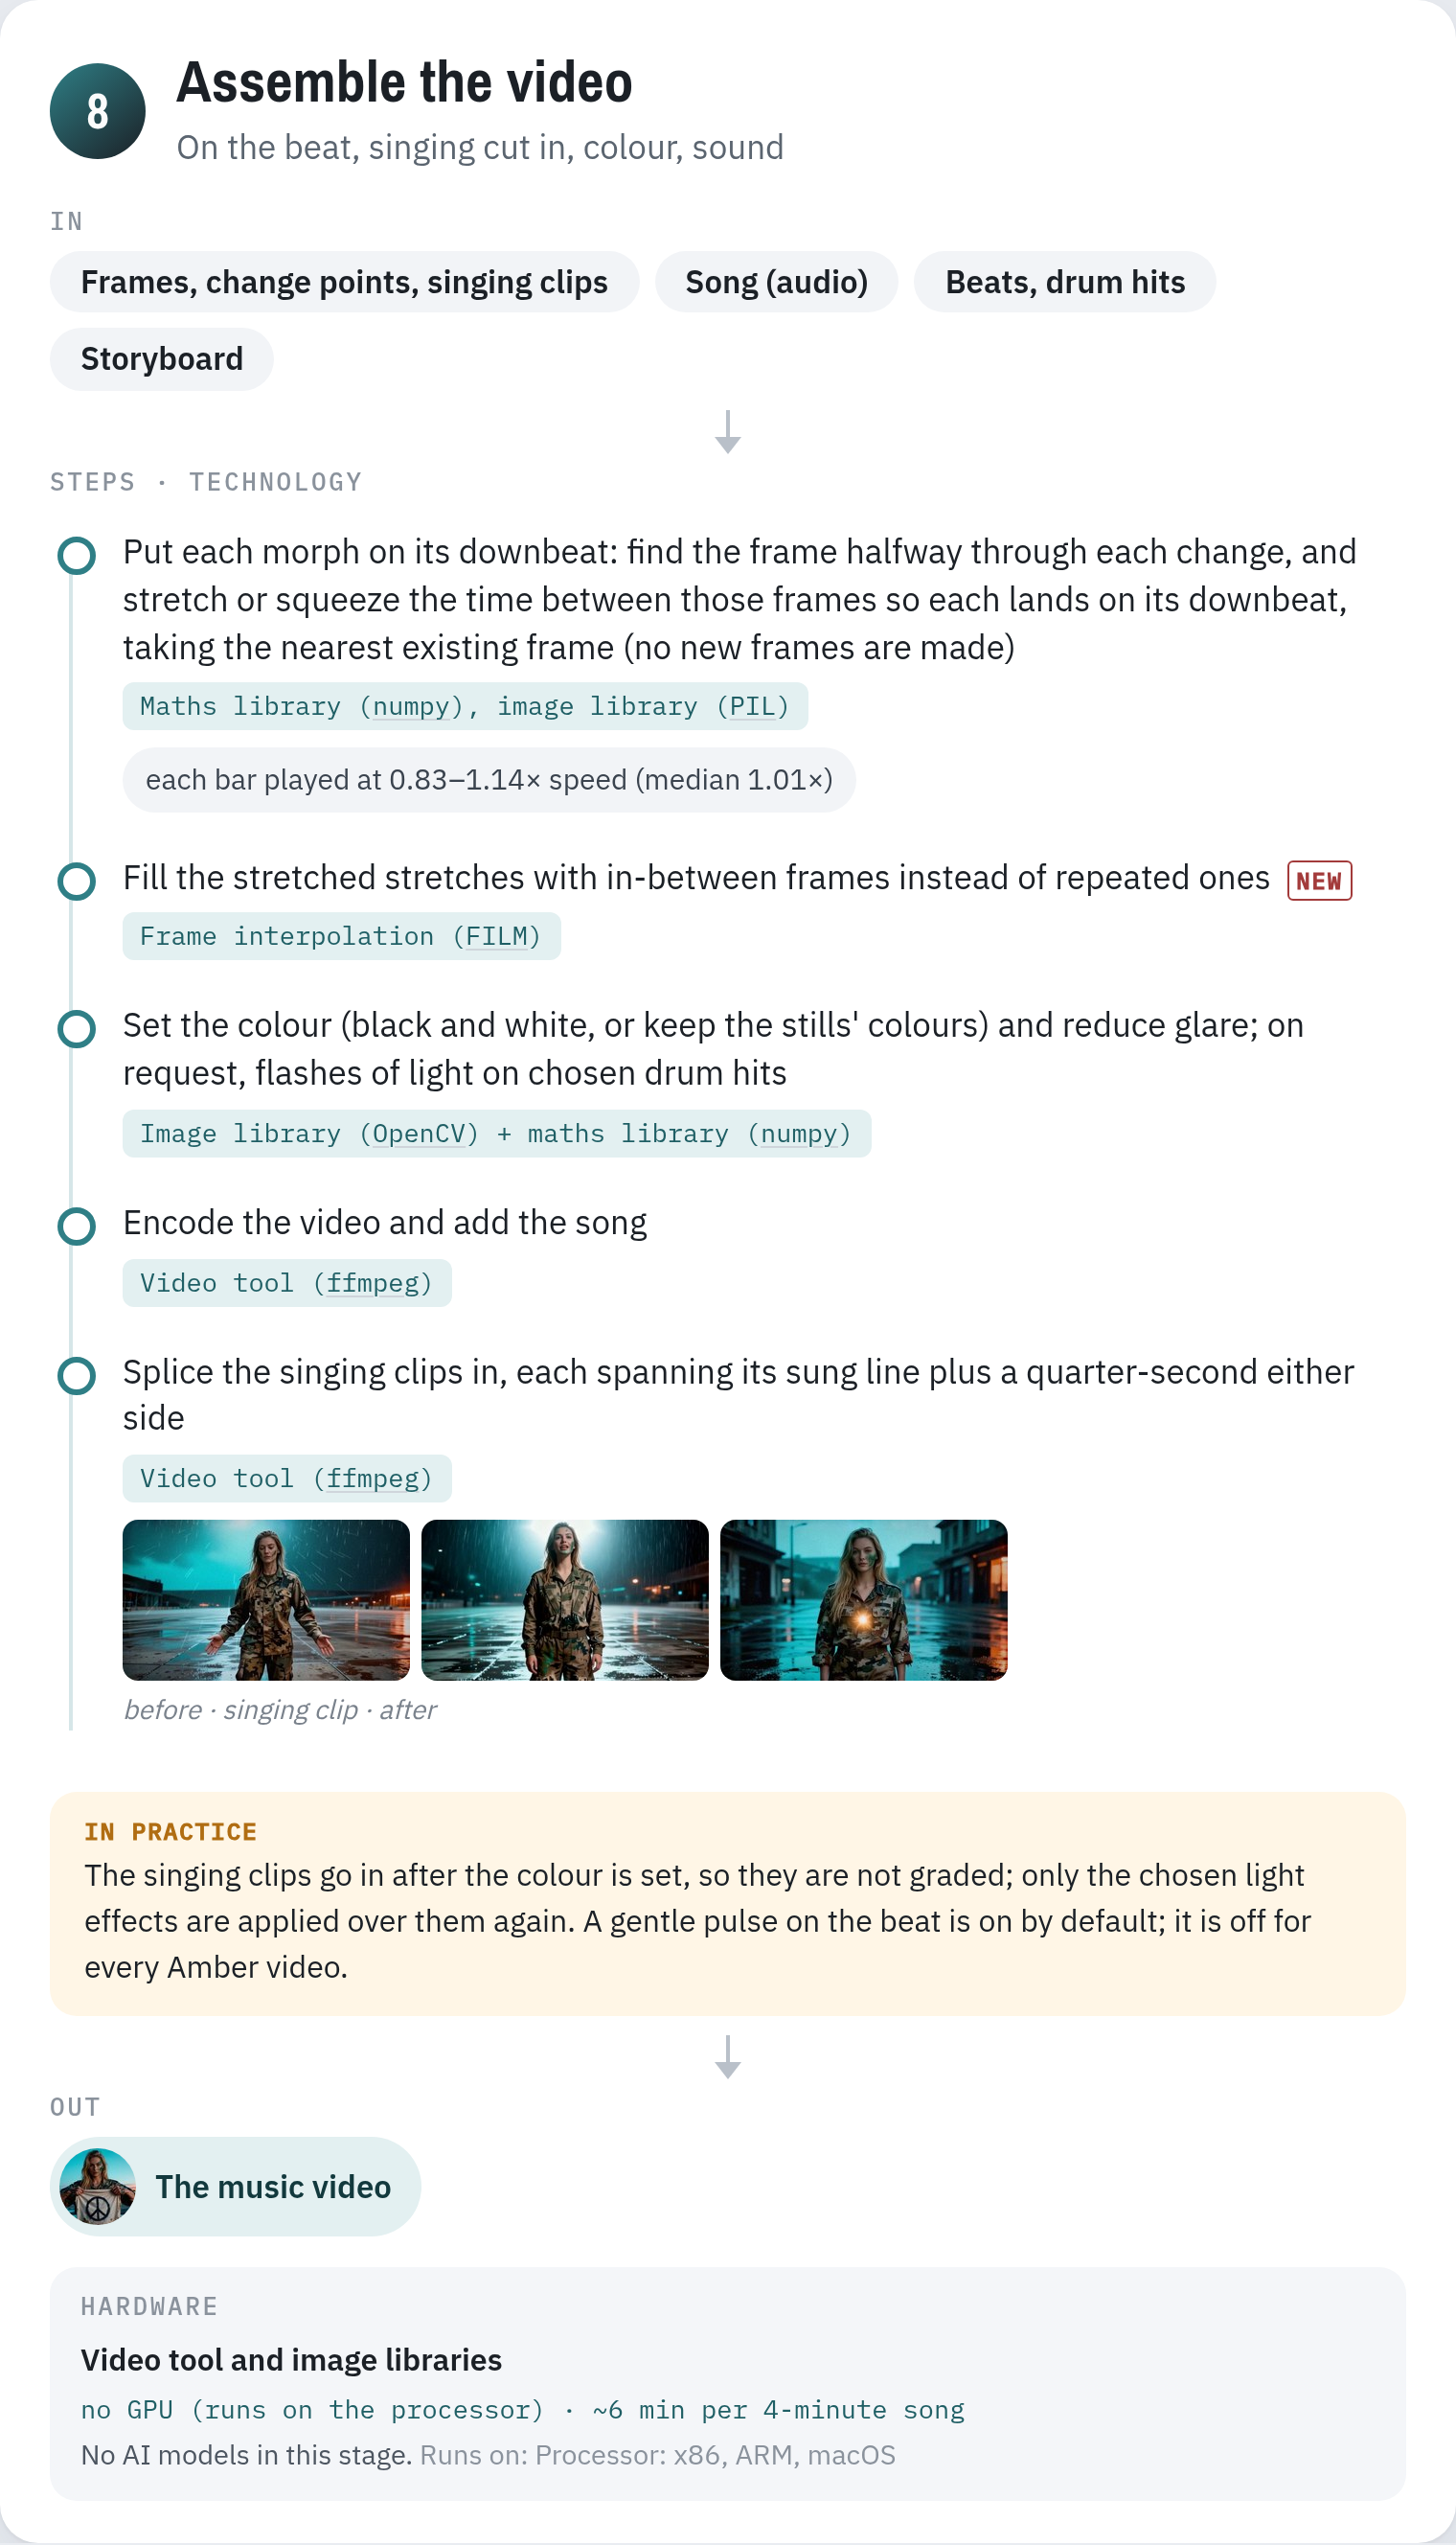 8
Assemble the video
On the beat, singing cut in, colour, sound
IN
Frames, change points, singing clips
Song (audio)
Beats, drum hits
Storyboard
STEPS · TECHNOLOGY
Put each morph on its downbeat: find the frame halfway through each change, and
stretch or squeeze the time between those frames so each lands on its downbeat,
taking the nearest existing frame (no new frames are made)
Maths library (numpy), image library (PIL)
each bar played at 0.83–1.14× speed (median 1.01×)
Fill the stretched stretches with in-between frames instead of repeated ones NEW
Frame interpolation (FILM)
Set the colour (black and white, or keep the stills' colours) and reduce glare; on
request, flashes of light on chosen drum hits
Image library (OpenCV) + maths library (numpy)
Encode the video and add the song
Video tool (ffmpeg)
Splice the singing clips in, each spanning its sung line plus a quarter-second either
side
Video tool (ffmpeg)
before · singing clip · after
IN PRACTICE
The singing clips go in after the colour is set, so they are not graded; only the chosen light
effects are applied over them again. A gentle pulse on the beat is on by default; it is off for
every Amber video.
OUT
The music video
HARDWARE
Video tool and image libraries
no GPU (runs on the processor) · ~6 min per 4-minute song
No AI models in this stage. Runs on: Processor: x86, ARM, macOS